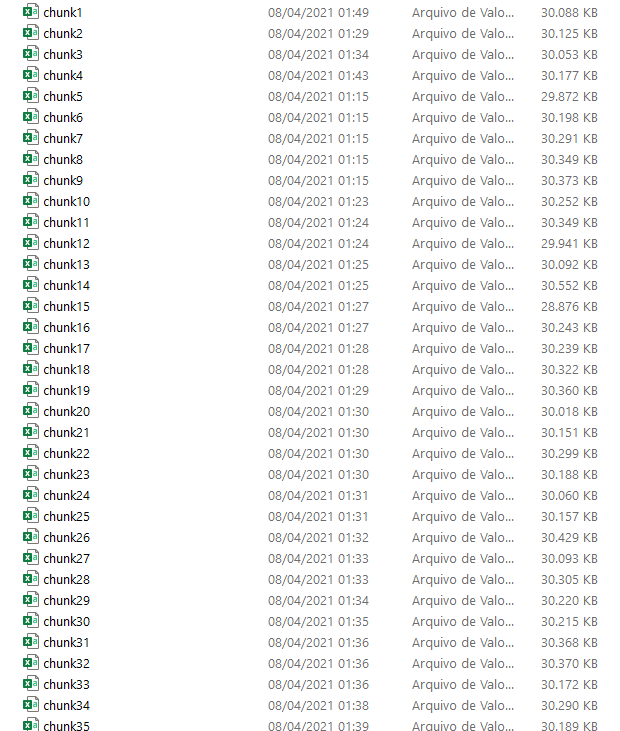 chunk1 08/04/2021 01:49 Arquivo de Valo... 30.088 KB
chunk2 08/04/2021 01:29 Arquivo de Valo... 30.125 KB
chunk3 08/04/2021 01:34 Arquivo de Valo... 30.053 KB
chunk4 08/04/2021 01:43 Arquivo de Valo... 30.177 KB
chunk5 08/04/2021 01:15 Arquivo de Valo... 29.872 KB
chunk6 08/04/2021 01:15 Arquivo de Valo... 30.198 KB
chunk7 08/04/2021 01:15 Arquivo de Valo... 30.291 KB
chunk8 08/04/2021 01:15 Arquivo de Valo... 30.349 KB
chunk9 08/04/2021 01:15 Arquivo de Valo... 30.373 KB
chunk10 08/04/2021 01:23 Arquivo de Valo... 30.252 KB
chunk11 08/04/2021 01:24 Arquivo de Valo... 30.349 KB
chunk12 08/04/2021 01:24 Arquivo de Valo... 29.941 KB
chunk13 08/04/2021 01:25 Arquivo de Valo... 30.092 KB
chunk14 08/04/2021 01:25 Arquivo de Valo... 30.552 KB
chunk15 08/04/2021 01:27 Arquivo de Valo... 28.876 KB
chunk16 08/04/2021 01:27 Arquivo de Valo... 30.243 KB
chunk17 08/04/2021 01:28 Arquivo de Valo... 30.239 KB
chunk18 08/04/2021 01:28 Arquivo de Valo... 30.322 KB
chunk19 08/04/2021 01:29 Arquivo de Valo... 30.360 KB
chunk20 08/04/2021 01:30 Arquivo de Valo... 30.018 KB
chunk21 08/04/2021 01:30 Arquivo de Valo... 30.151 KB
chunk22 08/04/2021 01:30 Arquivo de Valo... 30.299 KB
chunk23 08/04/2021 01:30 Arquivo de Valo... 30.188 KB
chunk24 08/04/2021 01:31 Arquivo de Valo... 30.060 KB
chunk25 08/04/2021 01:31 Arquivo de Valo... 30.157 KB
chunk26 08/04/2021 01:32 Arquivo de Valo... 30.429 KB
chunk27 08/04/2021 01:33 Arquivo de Valo... 30.093 KB
chunk28 08/04/2021 01:33 Arquivo de Valo... 30.305 KB
chunk29 08/04/2021 01:34 Arquivo de Valo... 30.220 KB
chunk30 08/04/2021 01:35 Arquivo de Valo... 30.215 KB
chunk31 08/04/2021 01:36 Arquivo de Valo... 30.368 KB
chunk32 08/04/2021 01:36 Arquivo de Valo... 30.370 KB
chunk33 08/04/2021 01:36 Arquivo de Valo... 30.172 KB
chunk34 08/04/2021 01:38 Arquivo de Valo... 30.290 KB
chunk35 08/04/2021 01:39 Arquivo de Valo... 30.189 KB